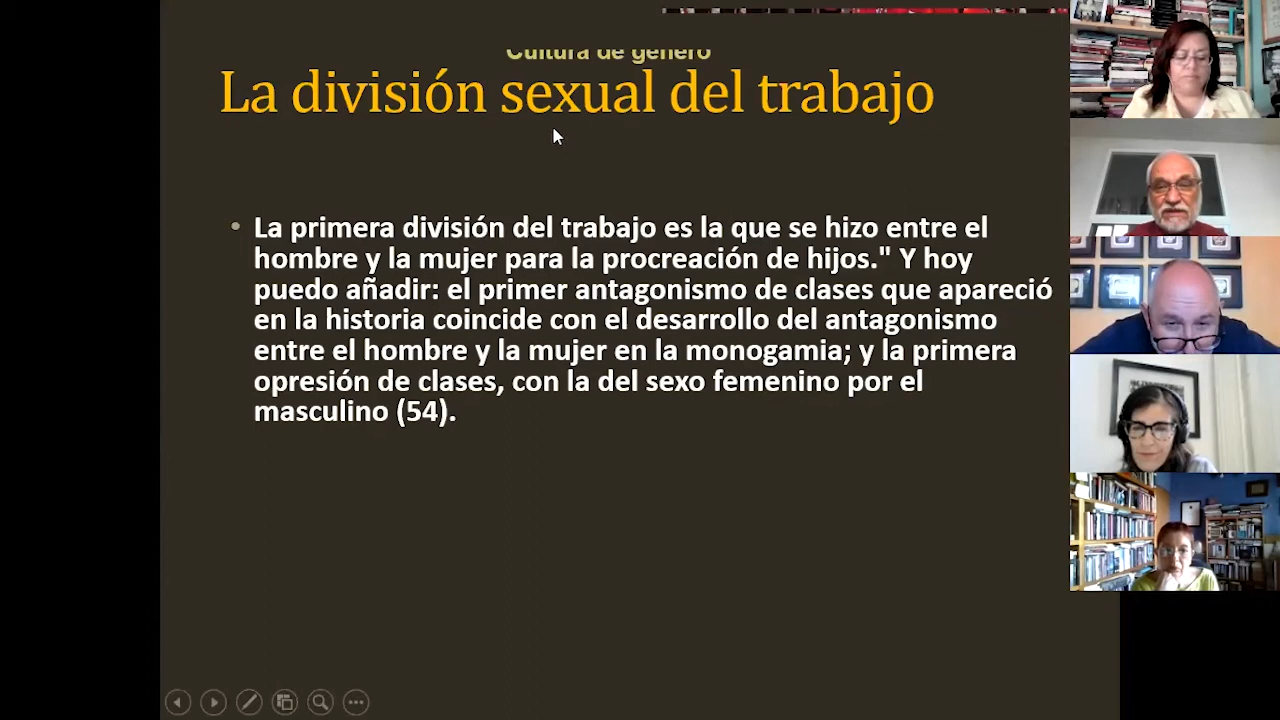 Cultura de género
La división sexual del trabajo
• La primera división del trabajo es la que se hizo entre el
hombre y la mujer para la procreación de hijos." Y hoy
puedo añadir: el primer antagonismo de clases que apareció
en la historia coincide con el desarrollo del antagonismo
entre el hombre y la mujer en la monogamia; y la primera
opresión de clases, con la del sexo femenino por el
masculino (54).